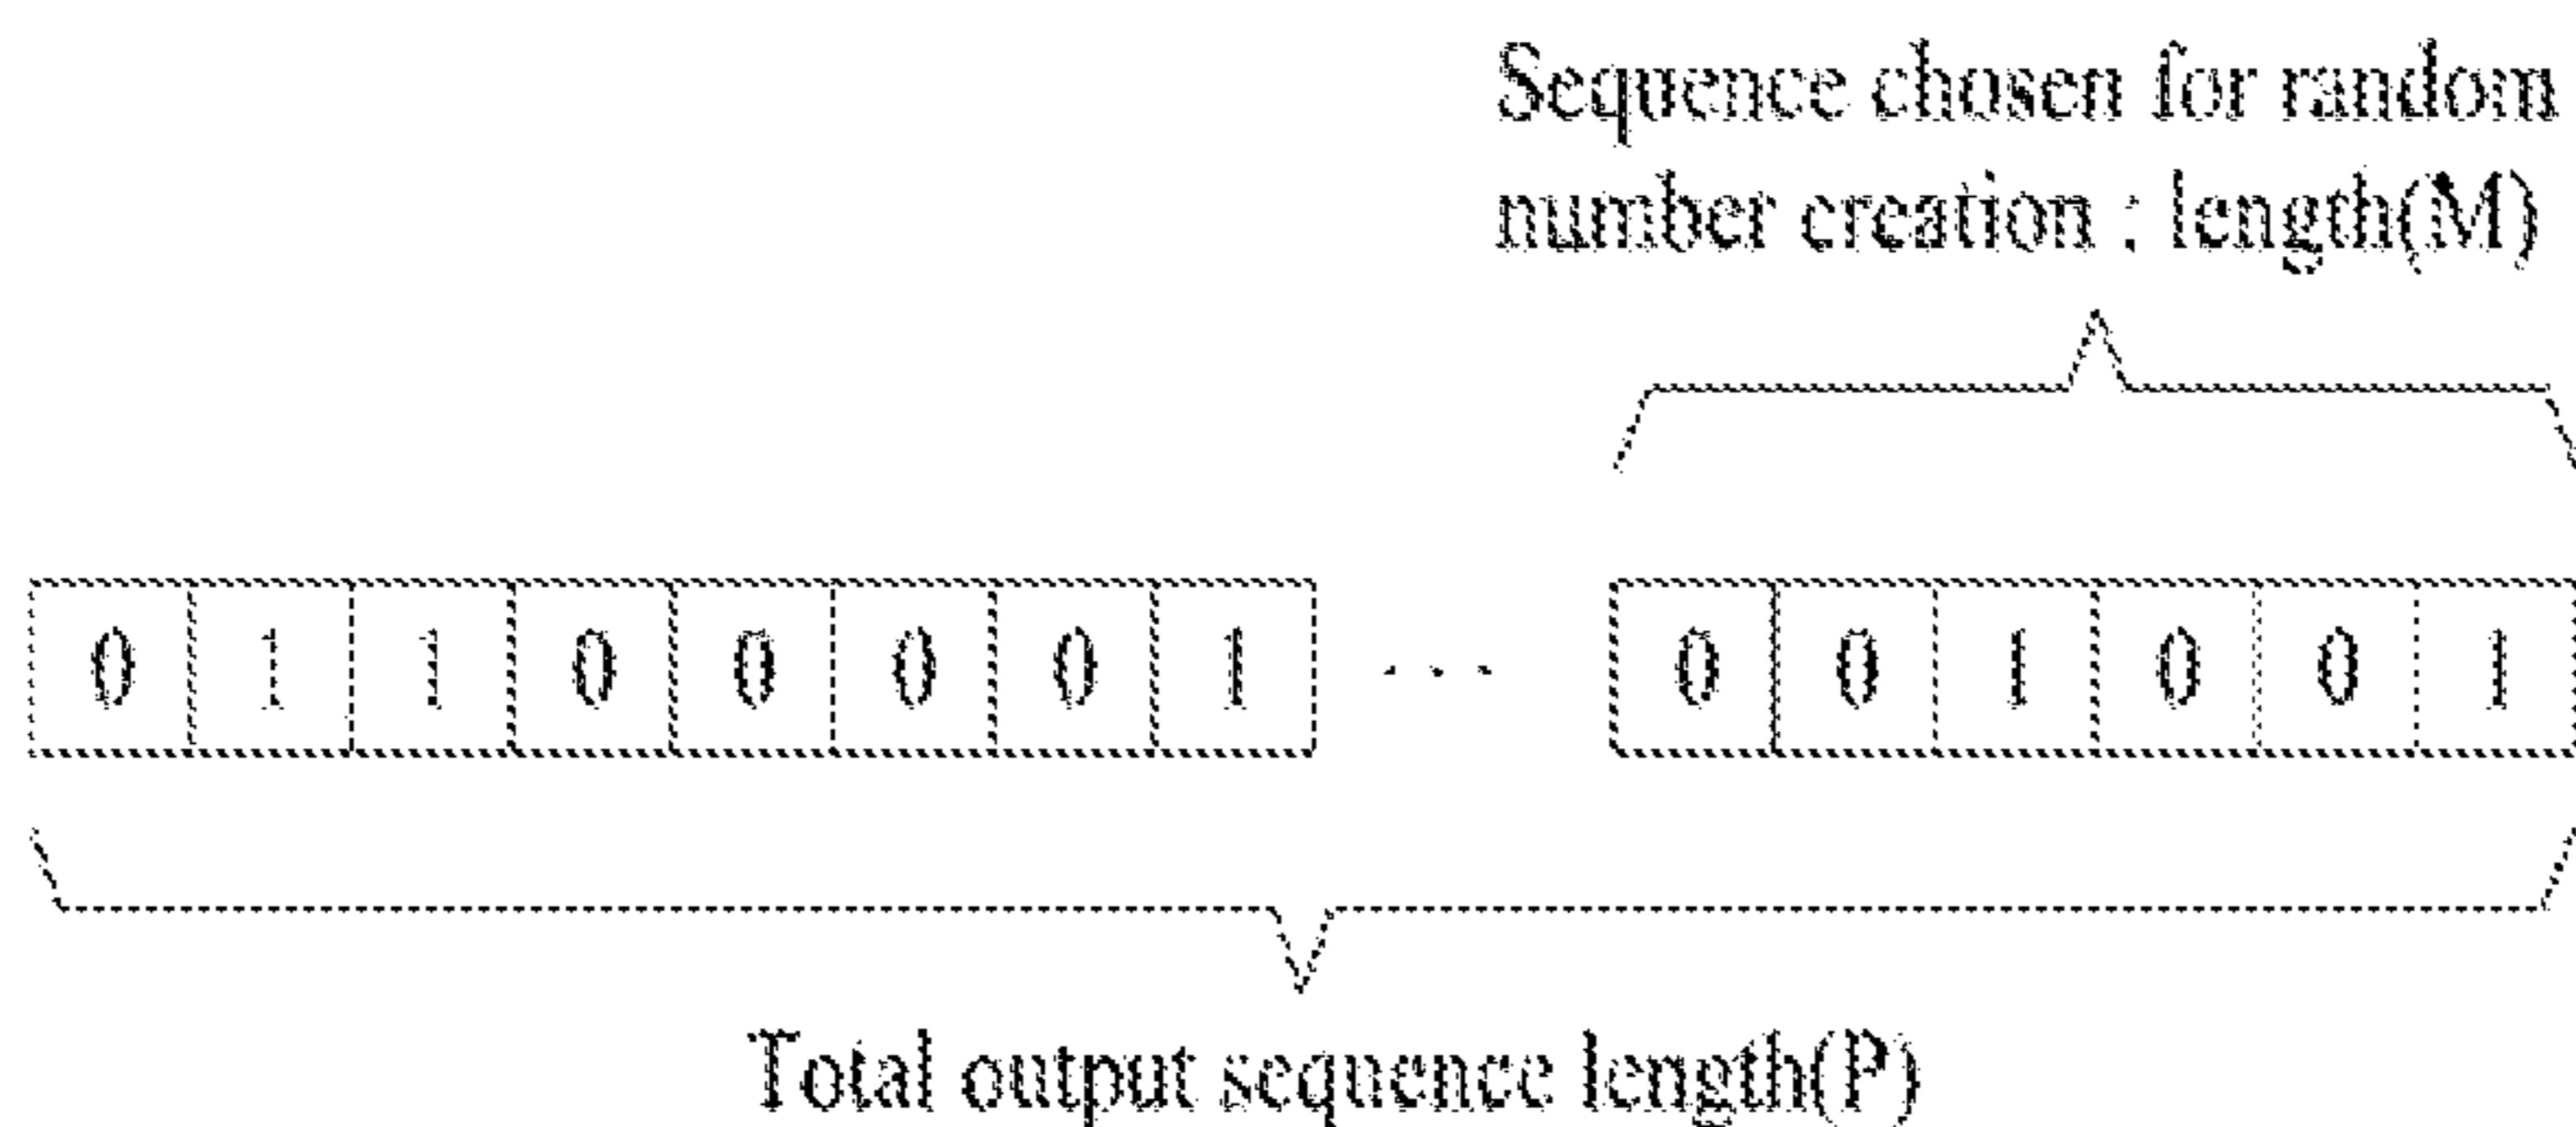 Sequence chosen for random
number creation : length(M)
0 1 1 0 0 0 0 1 ... 0 0 1 0 0 1
Total output sequence length(P)